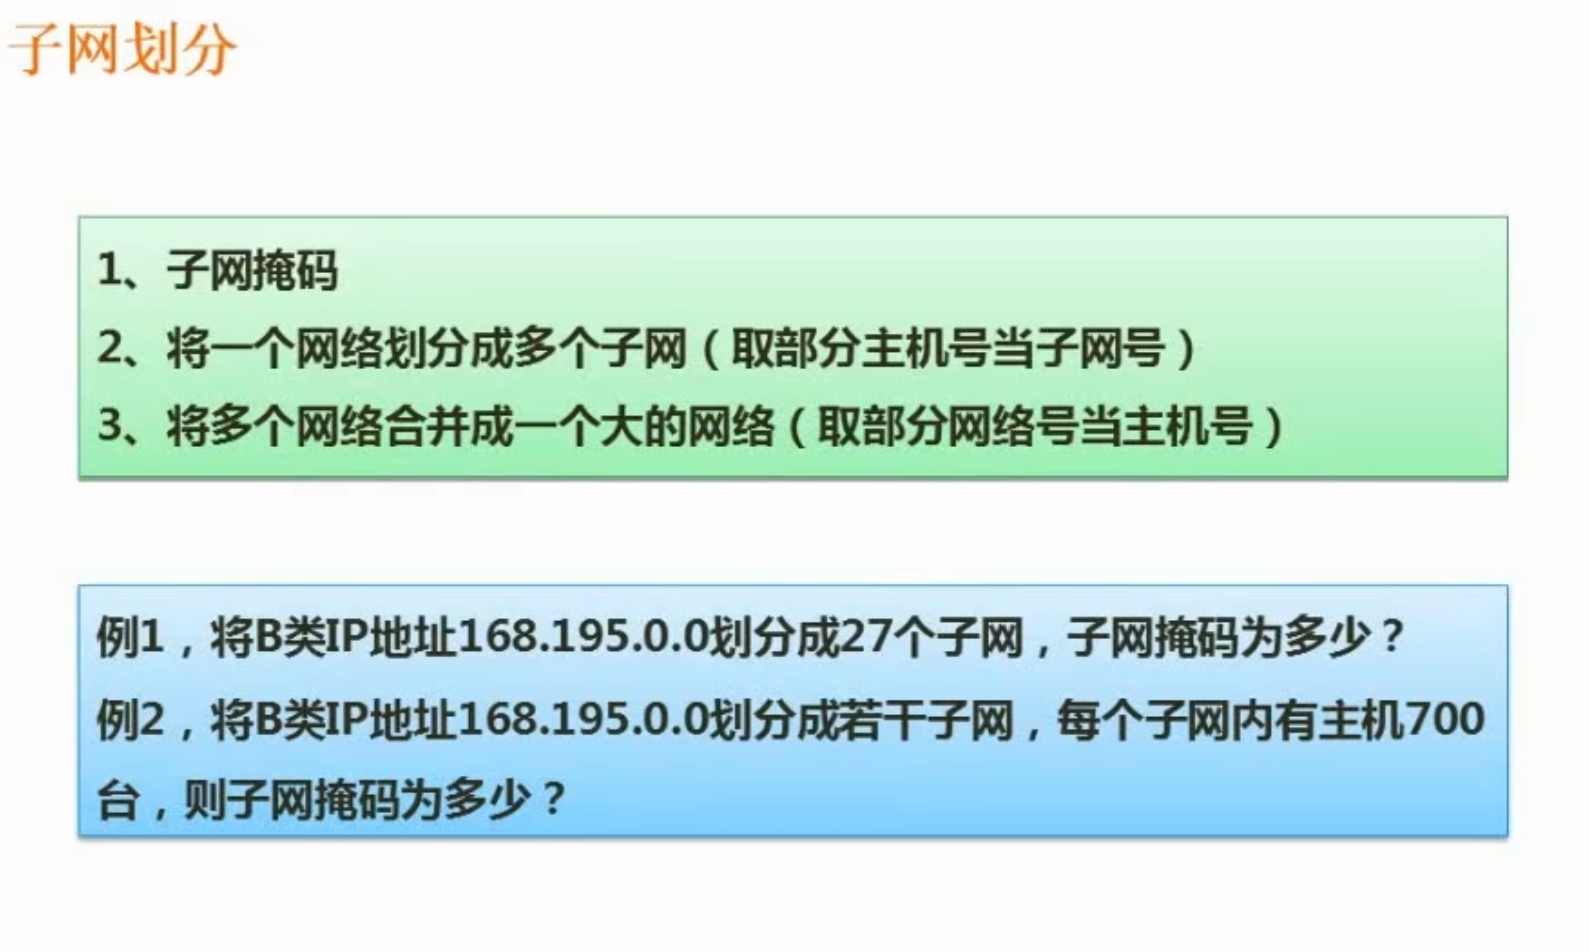 子网划分
1、子网掩码
2、将一个网络划分成多个子网（取部分主机号当子网号）
3、将多个网络合并成一个大的网络（取部分网络号当主机号）
例1，将B类IP地址168.195.0.0划分成27个子网，子网掩码为多少？
例2，将B类IP地址168.195.0.0划分成若干子网，每个子网内有主机700
台，则子网掩码为多少？